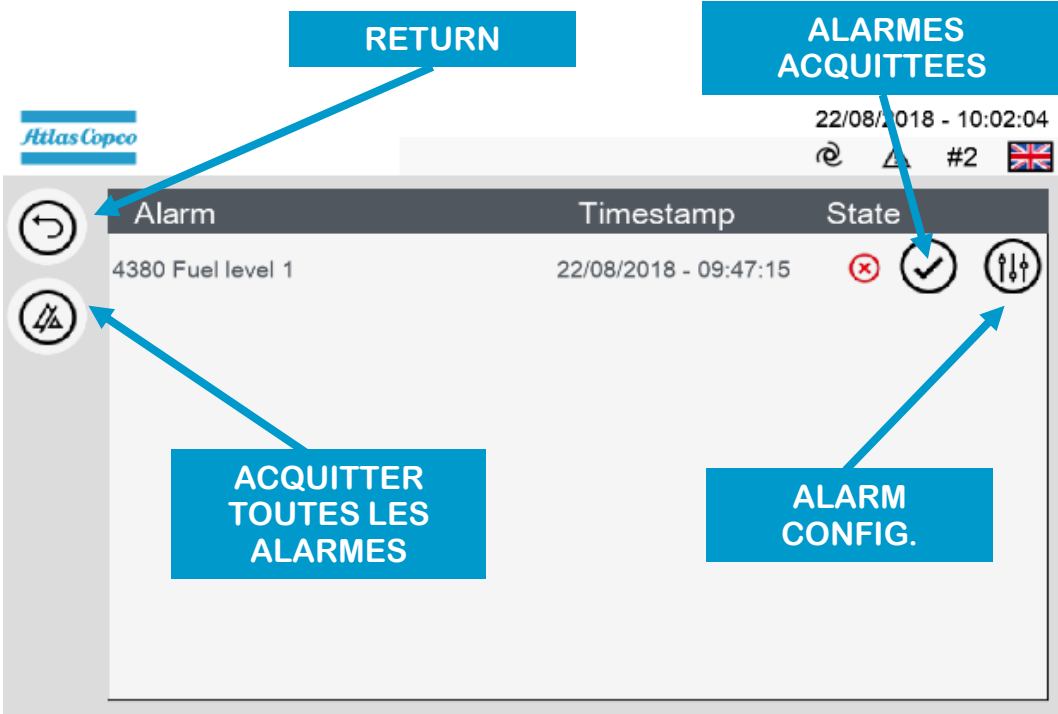 RETURN
ALARMES
ACQUITTEES
Atlas Copco
22/08/2018 - 10:02:04
#2
Alarm Timestamp State
4380 Fuel level 1 22/08/2018 - 09:47:15
ACQUITTER
TOUTES LES
ALARMES
ALARM
CONFIG.